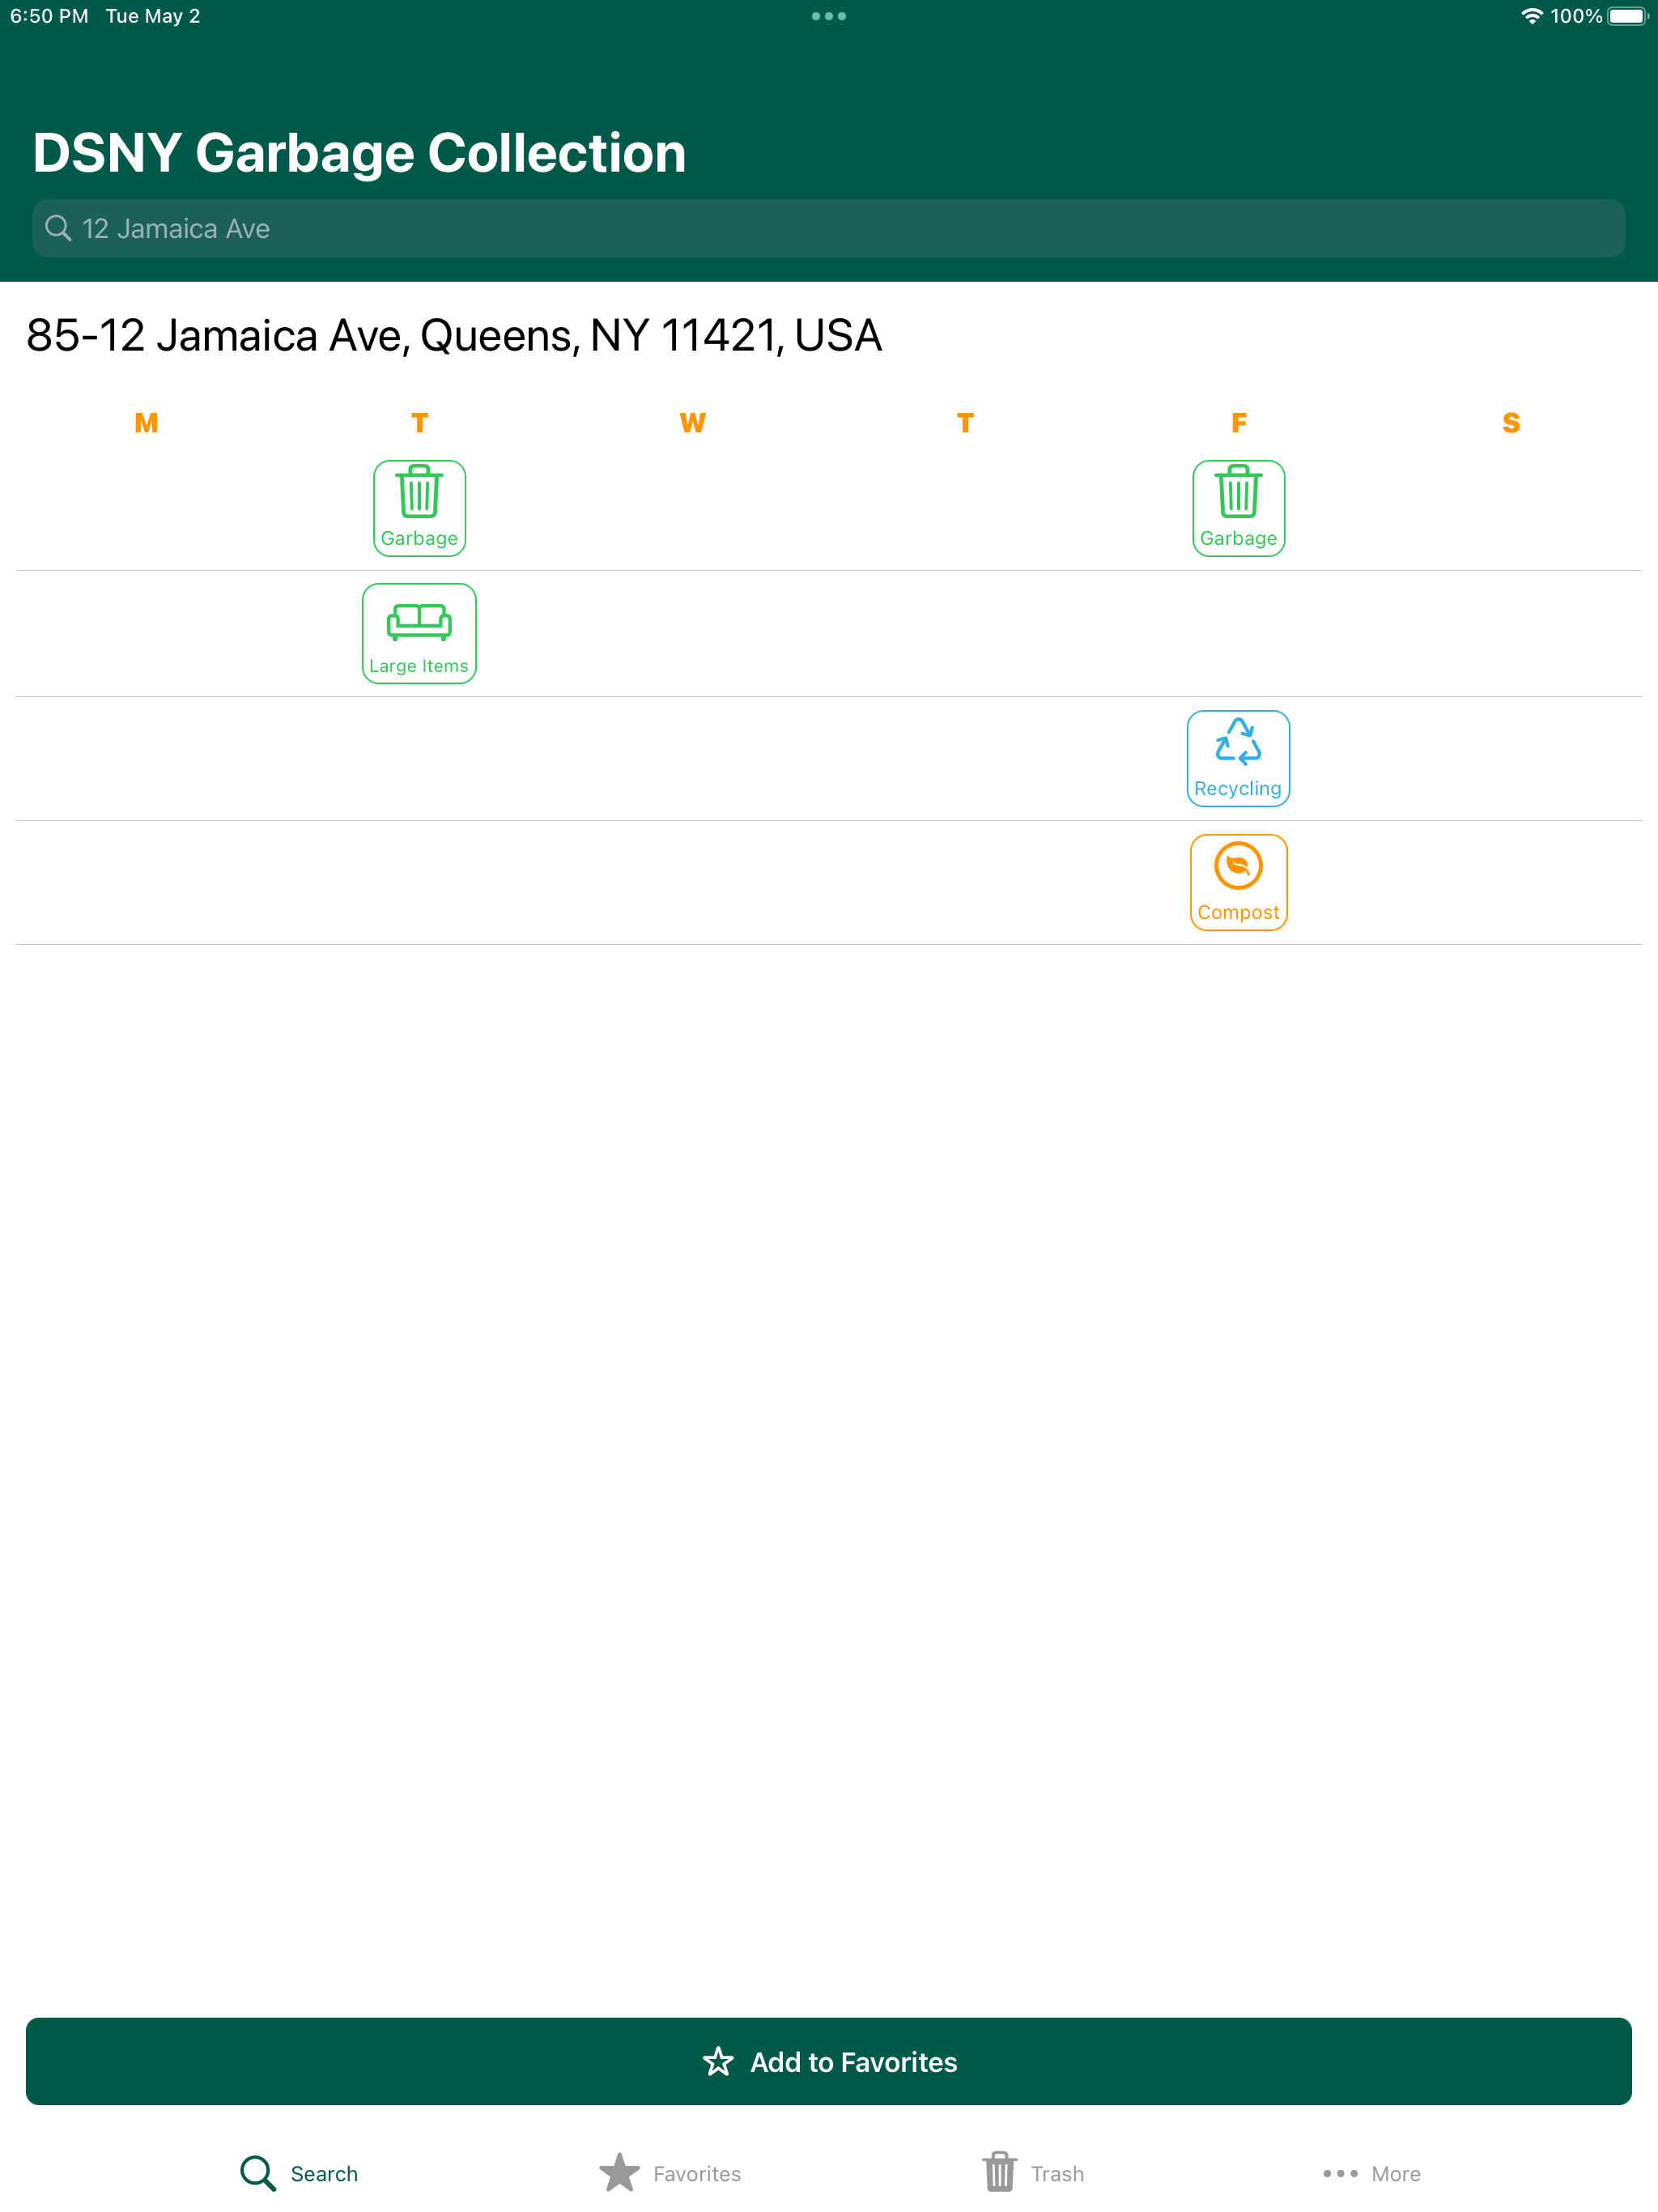 6:50 PM Tue May 2 100%
DSNY Garbage Collection
12 Jamaica Ave
85-12 Jamaica Ave, Queens, NY 11421, USA
M T W T F S
Garbage Garbage
Large Items
Recycling
Compost
Add to Favorites
Search Favorites Trash More